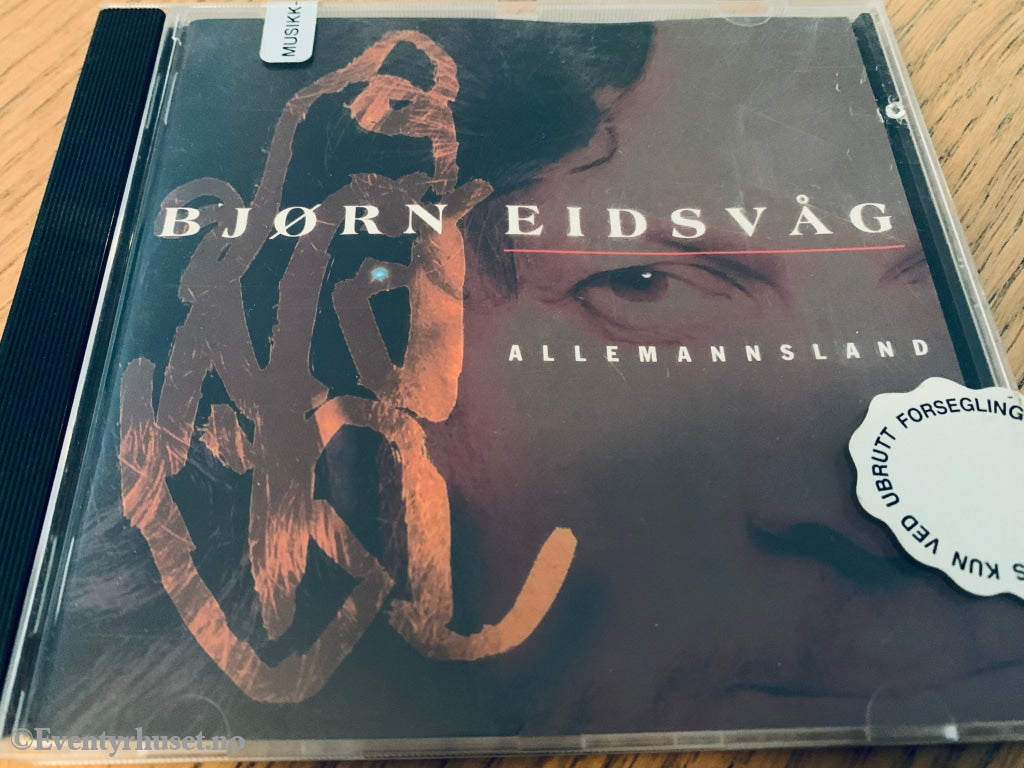 MUSIKK-
BJØRN EIDSVÅG
ALLEMANNSLAND
S KUN VED UBRUTT FORSEGLING
©Eventyrhuset.no